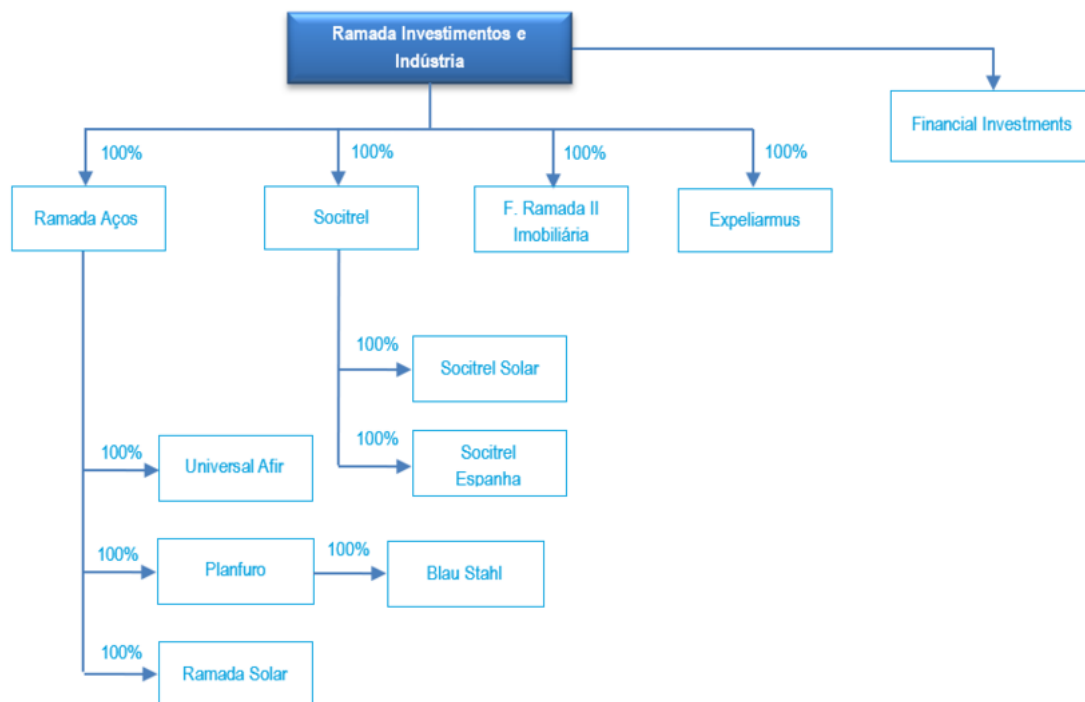 Ramada Investimentos e
Indústria
Financial Investments
100%
100%
100%
100%
Ramada Aços
Socitrel
F. Ramada II
Imobiliária
Expeliarmus
100%
Socitrel Solar
100%
Socitrel
Espanha
100%
Universal Afir
100%
Planfuro
100%
Blau Stahl
100%
Ramada Solar